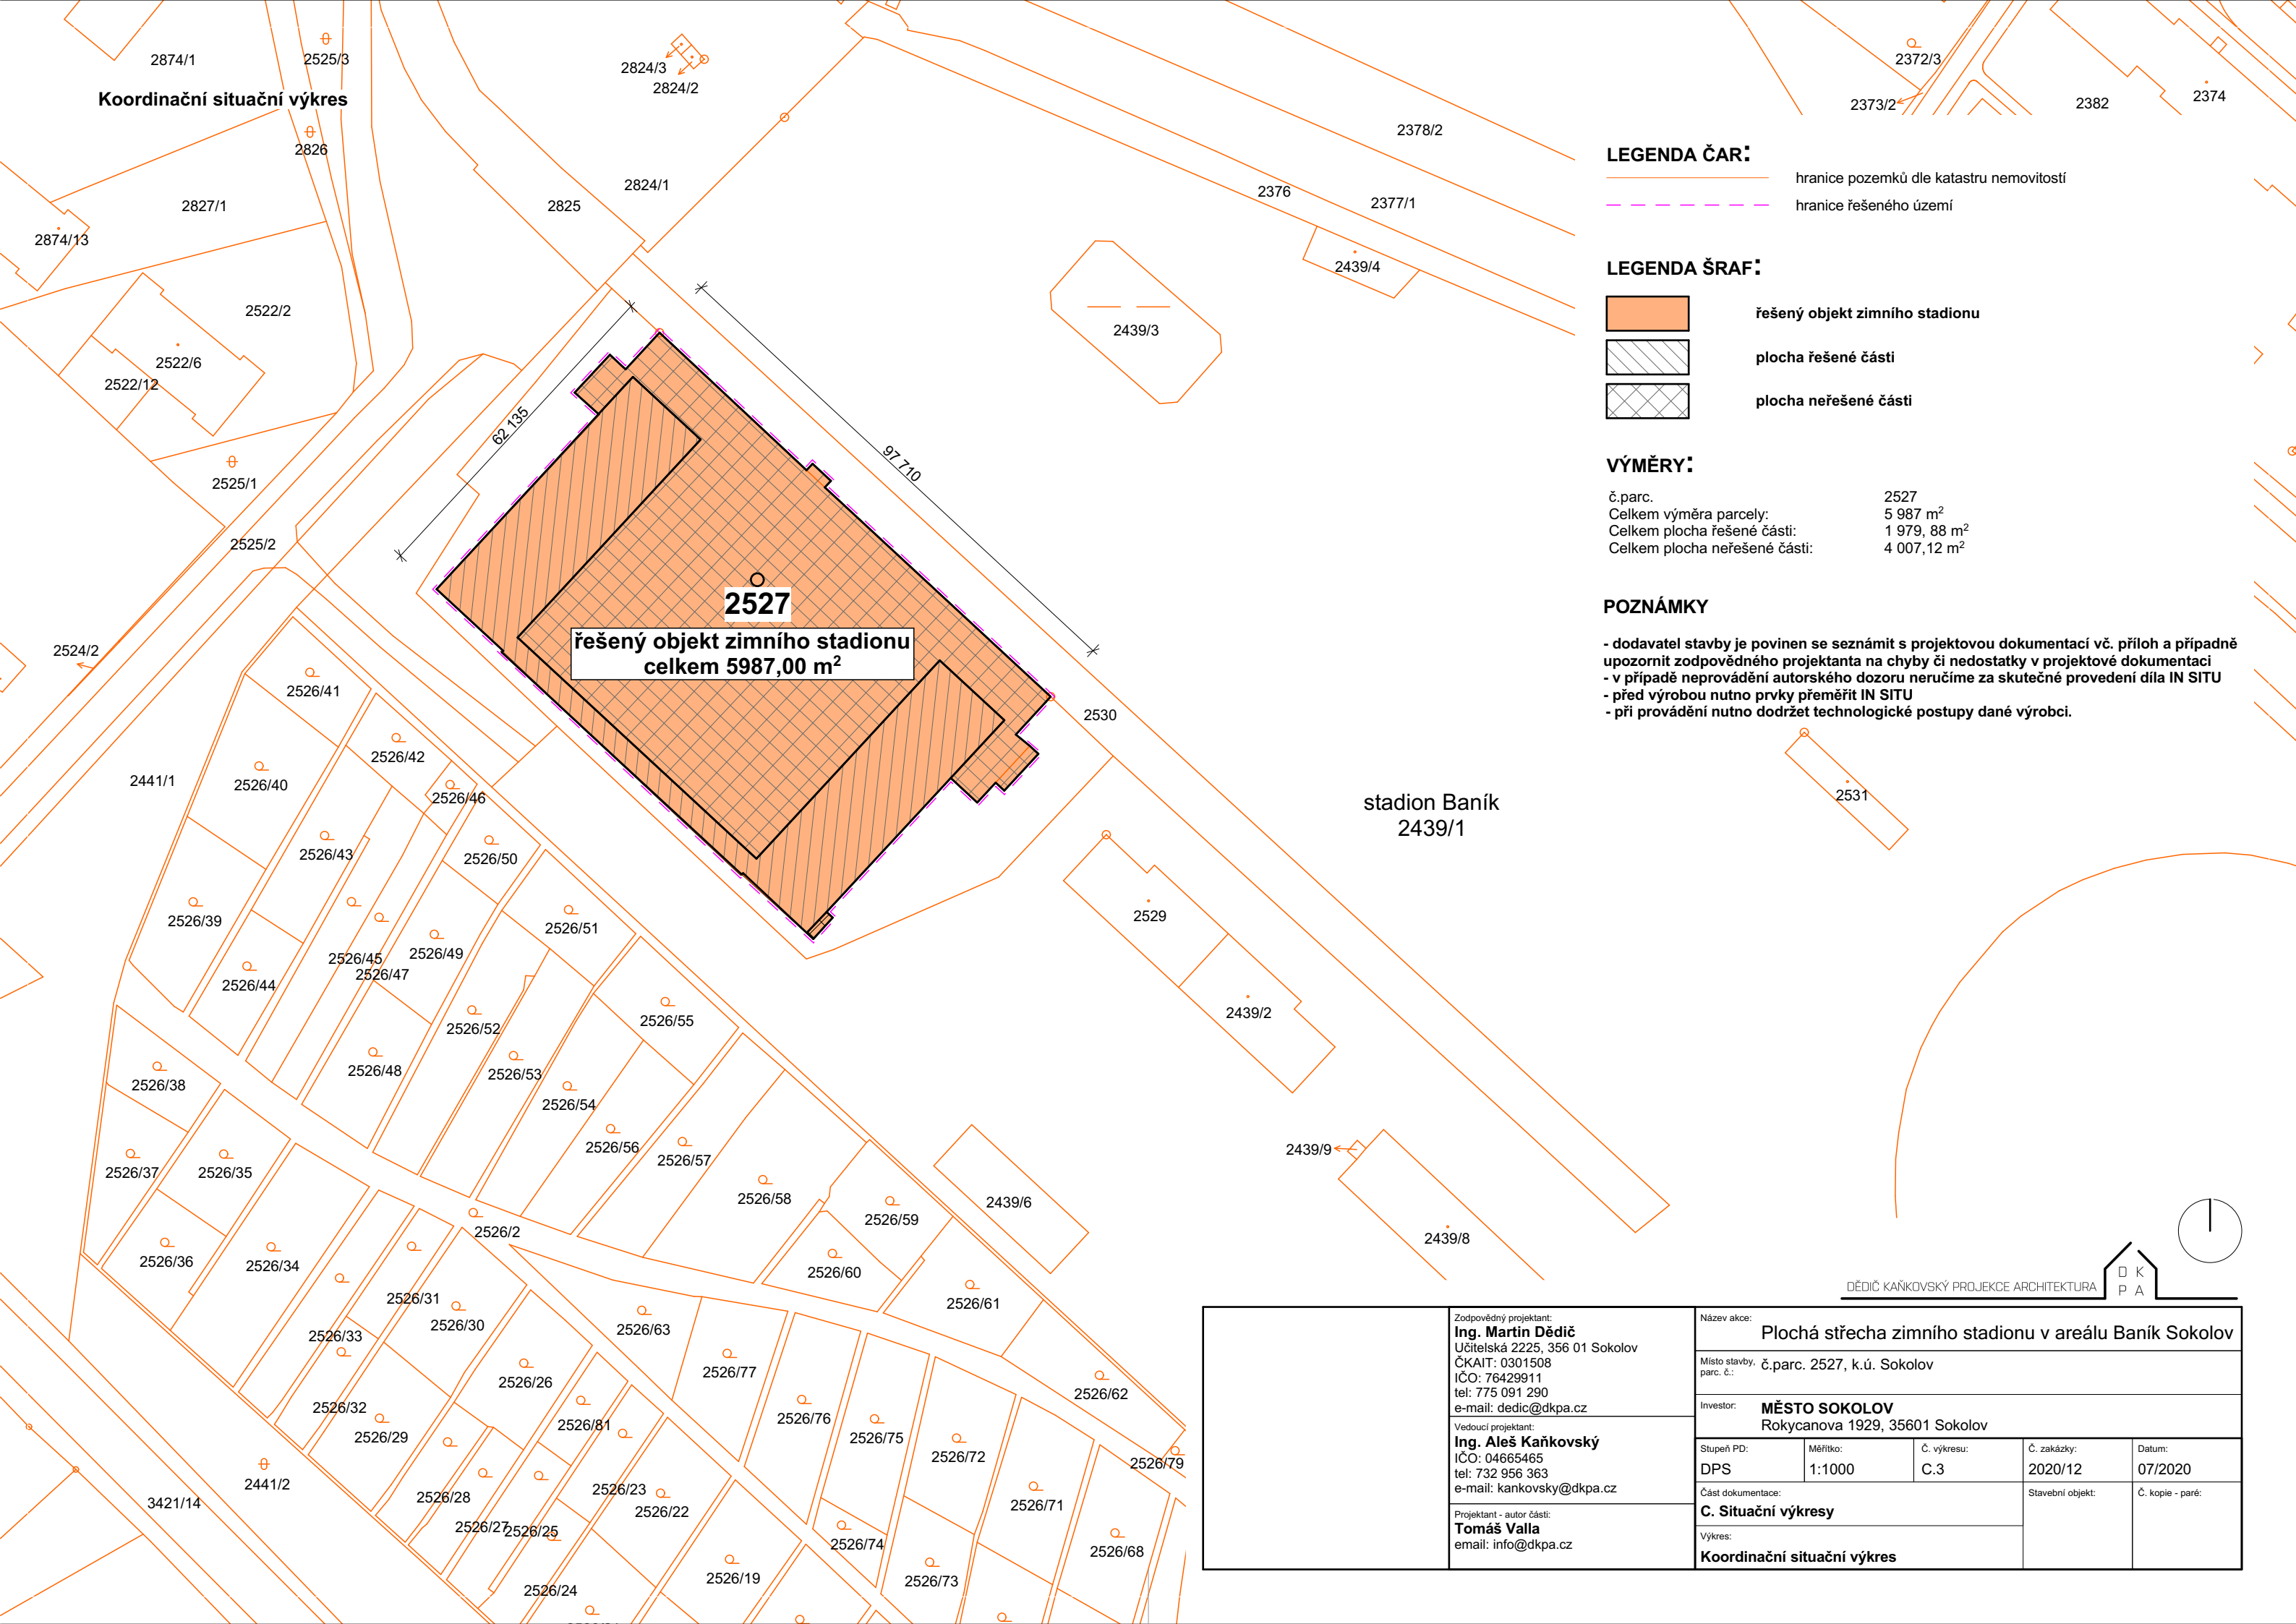 2874/1
2525/3
2824/3
2824/2
2372/3
2373/2
2382
2374
Koordinační situační výkres
2826
2378/2
2824/1
2825
2827/1
2376
2377/1
2874/13
2439/4
2439/3
2522/2
2522/6
2522/12
2525/1
2525/2
2524/2
62 135
97 710
2527
řešený objekt zimního stadionu
celkem 5987,00 m²
2530
LEGENDA ČAR:
hranice pozemků dle katastru nemovitostí
hranice řešeného území
LEGENDA ŠRAF:
řešený objekt zimního stadionu
plocha řešené části
plocha neřešené části
VÝMĚRY:
č.parc. 2527
Celkem výměra parcely: 5 987 m²
Celkem plocha řešené části: 1 979, 88 m²
Celkem plocha neřešené části: 4 007,12 m²
POZNÁMKY
- dodavatel stavby je povinen se seznámit s projektovou dokumentací vč. příloh a případně
upozornit zodpovědného projektanta na chyby či nedostatky v projektové dokumentaci
- v případě neprovádění autorského dozoru neručíme za skutečné provedení díla IN SITU
- před výrobou nutno prvky přeměřit IN SITU
- při provádění nutno dodržet technologické postupy dané výrobci.
2531
stadion Baník
2439/1
2529
2439/2
2439/9
2439/8
2439/6
2441/1
2526/41
2526/42
2526/40
2526/46
2526/43
2526/50
2526/39
2526/51
2526/45
2526/49
2526/47
2526/44
2526/52
2526/55
2526/48
2526/53
2526/38
2526/54
2526/56
2526/57
2526/37
2526/35
2526/58
2526/59
2526/2
2526/36
2526/34
2526/60
2526/61
2526/31
2526/30
2526/33
2526/63
2526/77
2526/26
2526/62
2526/32
2526/81
2526/76
2526/29
2526/75
2526/72
2526/79
2441/2
3421/14
2526/28
2526/23
2526/22
2526/71
2526/27
2526/25
2526/74
2526/68
2526/24
2526/19
2526/73
DĚDIČ KAŇKOVSKÝ PROJEKCE ARCHITEKTURA
D K
P A
Zodpovědný projektant:
Ing. Martin Dědič
Učitelská 2225, 356 01 Sokolov
ČKAIT: 0301508
IČO: 76429911
tel: 775 091 290
e-mail: dedic@dkpa.cz
Vedoucí projektant:
Ing. Aleš Kaňkovský
IČO: 04665465
tel: 732 956 363
e-mail: kankovsky@dkpa.cz
Projektant - autor části:
Tomáš Valla
email: info@dkpa.cz
Název akce:
Plochá střecha zimního stadionu v areálu Baník Sokolov
Místo stavby,
parc. č.:
č.parc. 2527, k.ú. Sokolov
Investor:
MĚSTO SOKOLOV
Rokycanova 1929, 35601 Sokolov
Stupeň PD: Měřítko: Č. výkresu: Č. zakázky: Datum:
DPS 1:1000 C.3 2020/12 07/2020
Část dokumentace: Stavební objekt: Č. kopie - paré:
C. Situační výkresy
Výkres:
Koordinační situační výkres